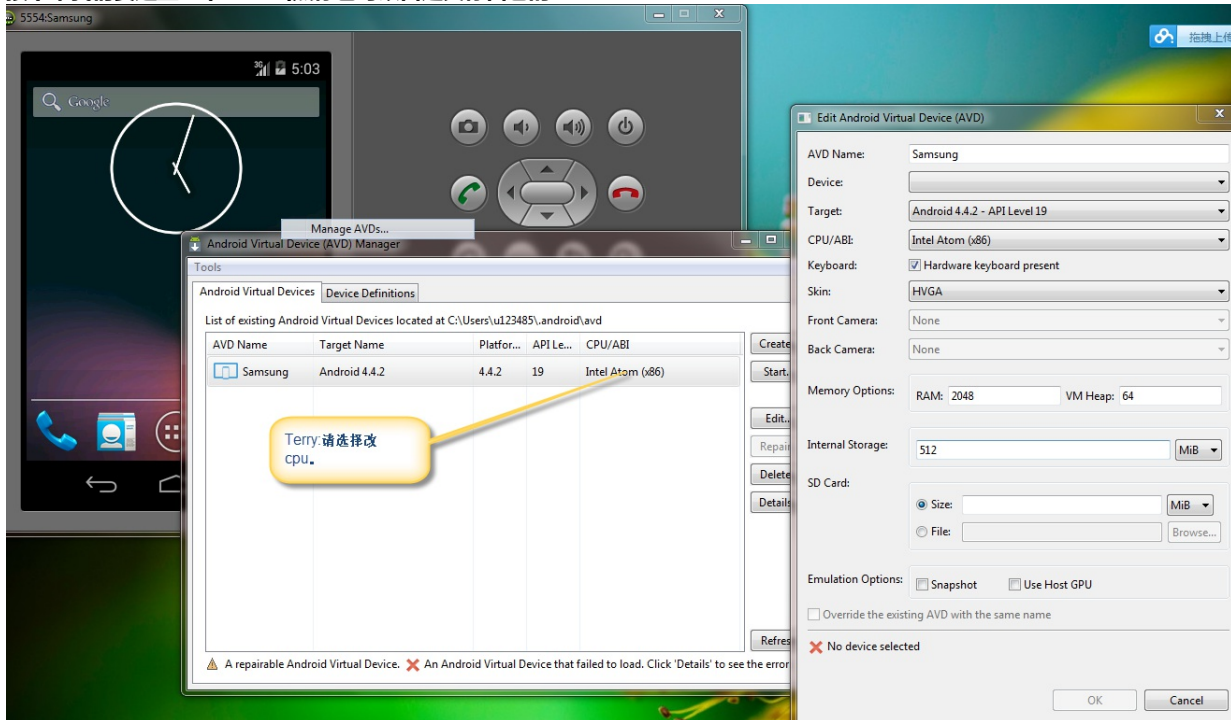 5554:Samsung
3G 5:03
Google
拖拽上传
Manage AVDs...
Android Virtual Device (AVD) Manager
Tools
Android Virtual Devices
Device Definitions
List of existing Android Virtual Devices located at C:\Users\u123485\.android\avd
AVD Name Target Name Platfor... API Le... CPU/ABI
Samsung Android 4.4.2 4.4.2 19 Intel Atom (x86)
Terry:请选择改
cpu。
Create
Start.
Edit..
Repair
Delete
Details
Refres
A repairable Android Virtual Device. An Android Virtual Device that failed to load. Click 'Details' to see the error
Edit Android Virtual Device (AVD)
AVD Name: Samsung
Device:
Target: Android 4.4.2 - API Level 19
CPU/ABI: Intel Atom (x86)
Keyboard: Hardware keyboard present
Skin: HVGA
Front Camera: None
Back Camera: None
Memory Options: RAM: 2048 VM Heap: 64
Internal Storage: 512 MiB
SD Card:
Size: MiB
File: Browse...
Emulation Options: Snapshot Use Host GPU
Override the existing AVD with the same name
No device selected
OK Cancel